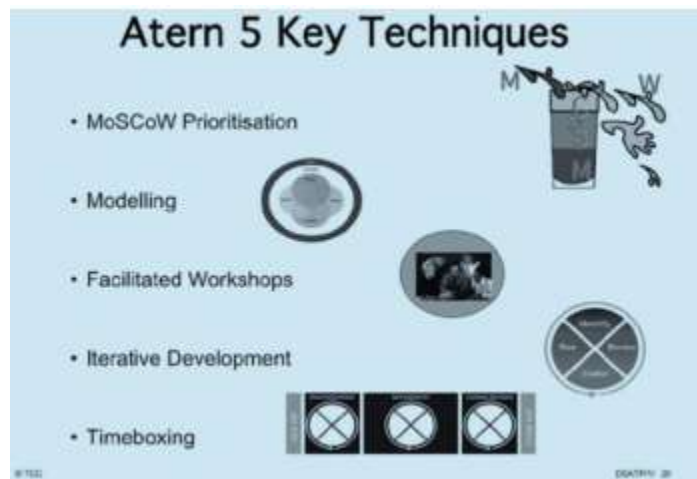 Atern 5 Key Techniques
M
W
• MoSCoW Prioritisation
M
• Modelling
• Facilitated Workshops
• Iterative Development
• Timeboxing